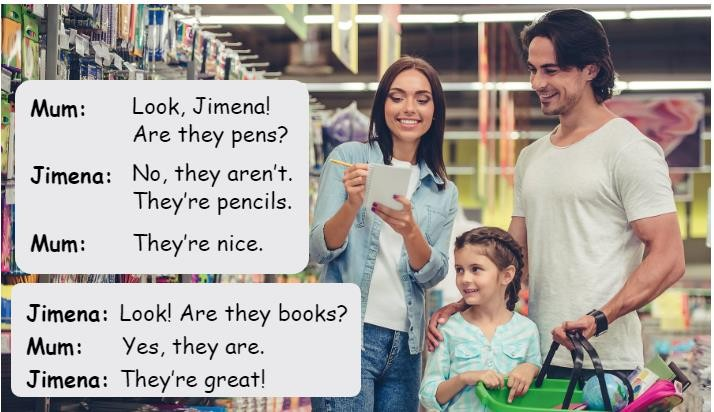 Mum: Look, Jimena!
Are they pens?
Jimena: No, they aren't.
They're pencils.
Mum: They're nice.
Jimena: Look! Are they books?
Mum: Yes, they are.
Jimena: They're great!